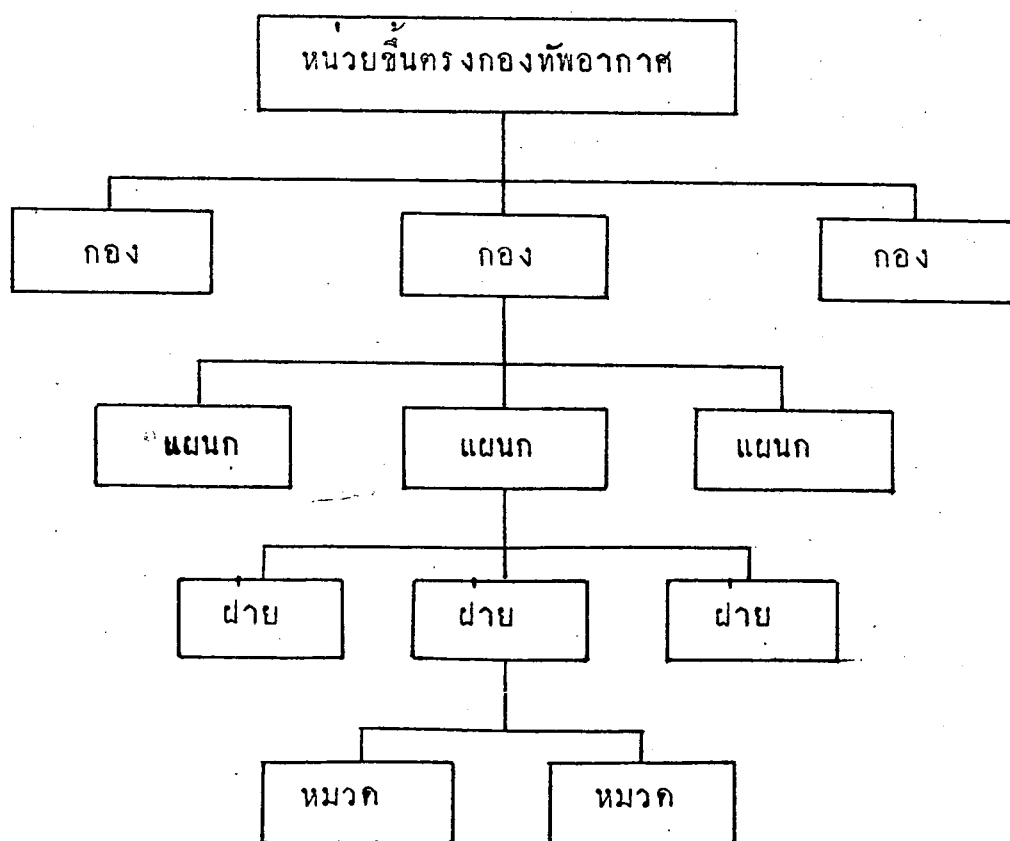 หน่วยขึ้นตรงกองทัพอากาศ
กอง กอง กอง
แผนก แผนก แผนก
ฝ่าย ฝ่าย ฝ่าย
หมวด หมวด